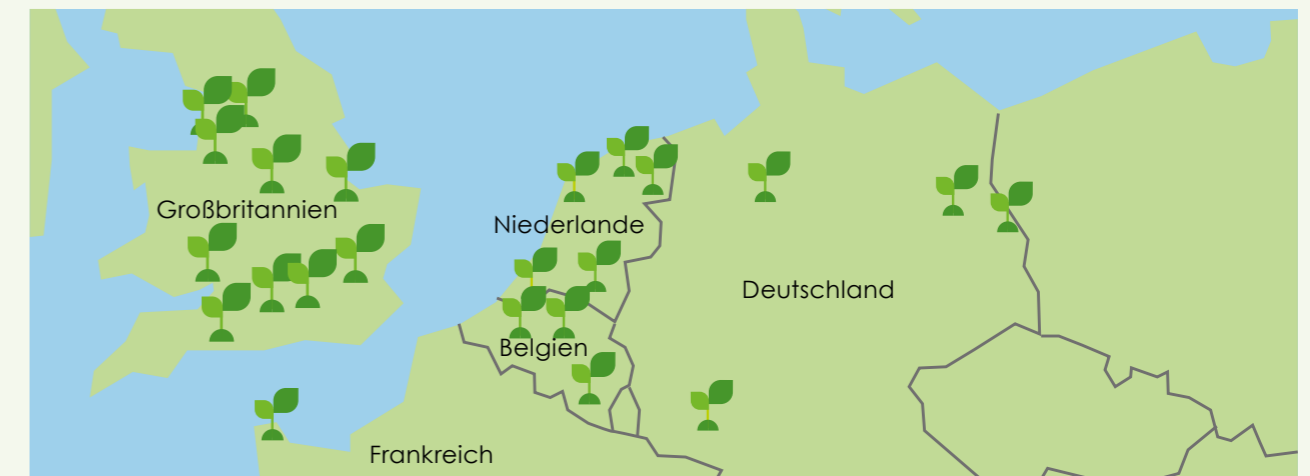 Großbritannien
Niederlande
Deutschland
Belgien
Frankreich